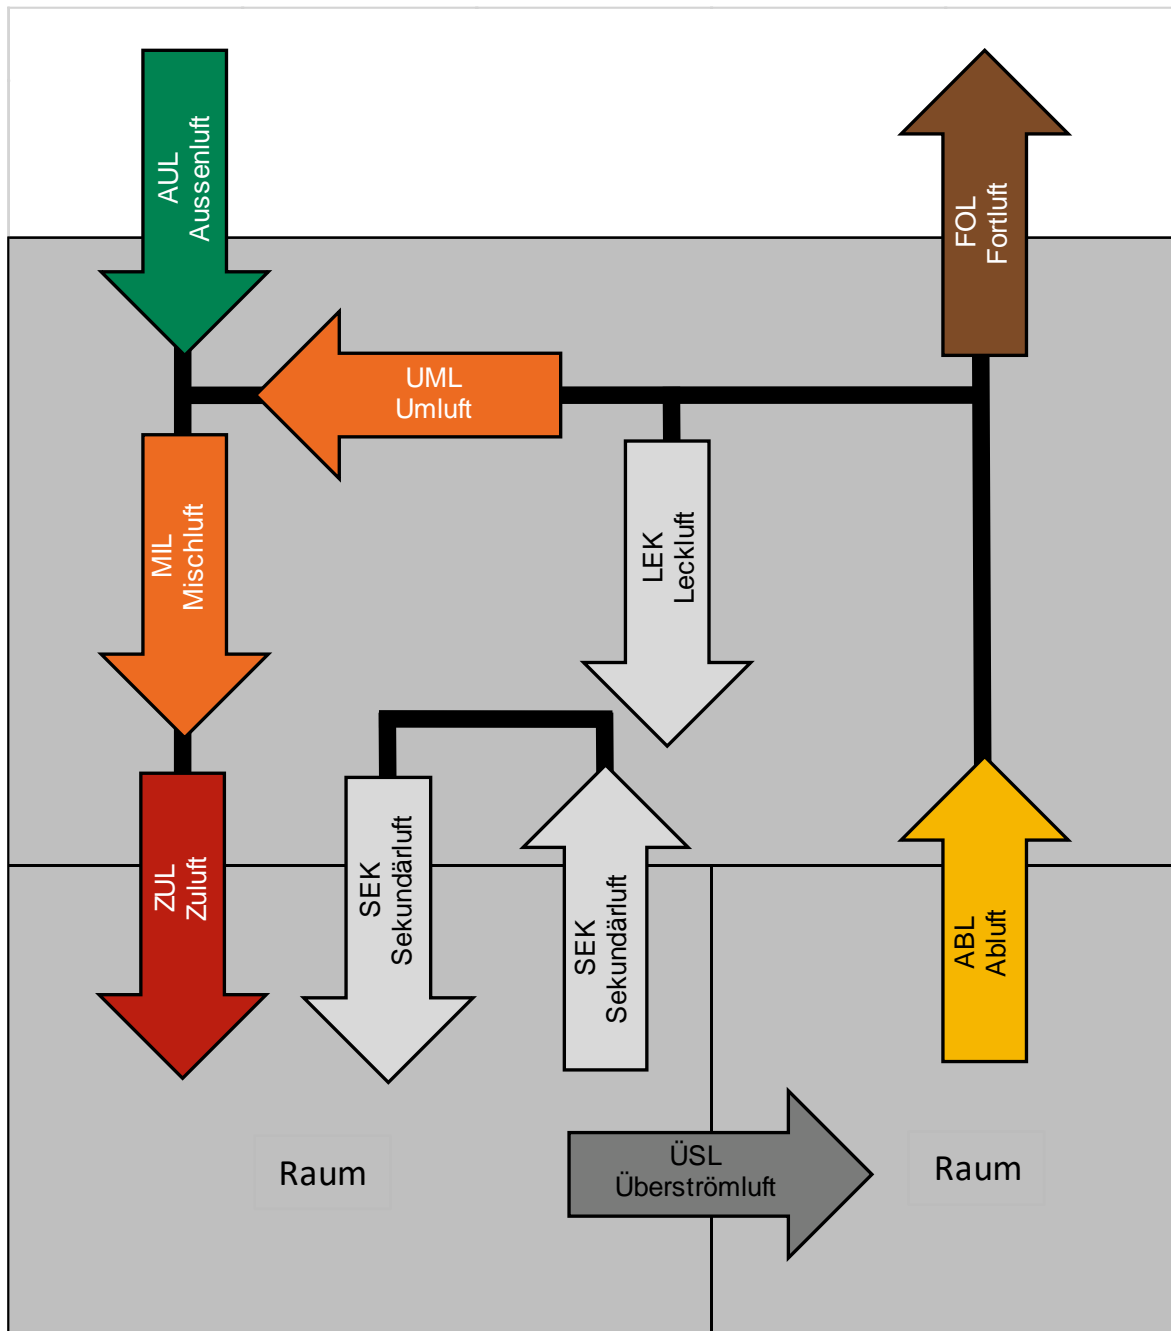 AUL
Aussenluft
FOL
Fortluft
UML
Umluft
MIL
Mischluft
LEK
Leckluft
ZUL
Zuluft
SEK
Sekundärluft
SEK
Sekundärluft
ABL
Abluft
Raum
ÜSL
Überströmluft
Raum